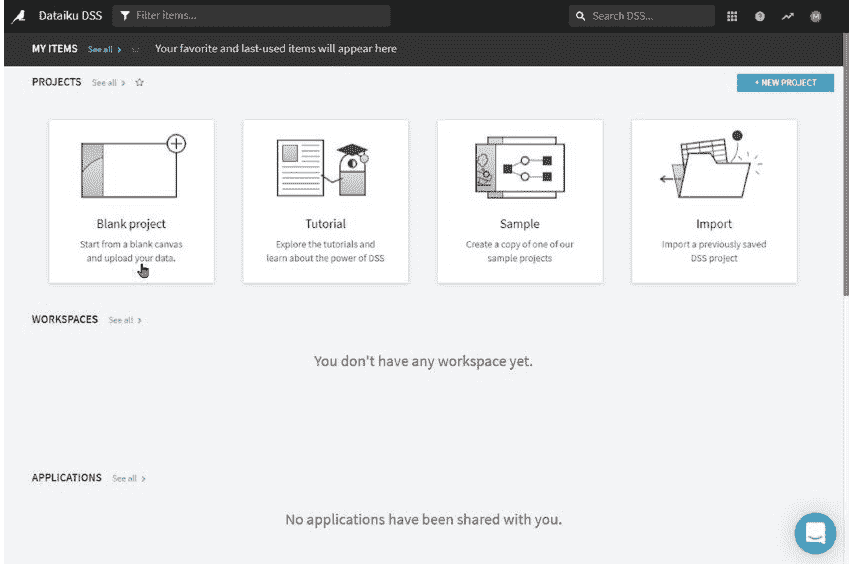 Dataiku DSS Filter items... Search DSS...
MY ITEMS See all Your favorite and last-used items will appear here
PROJECTS See all + NEW PROJECT
Blank project
Start from a blank canvas
and upload your data.
Tutorial
Explore the tutorials and
learn about the power of DSS
Sample
Create a copy of one of our
sample projects
Import
Import a previously saved
DSS project
WORKSPACES See all
You don't have any workspace yet.
APPLICATIONS See all
No applications have been shared with you.